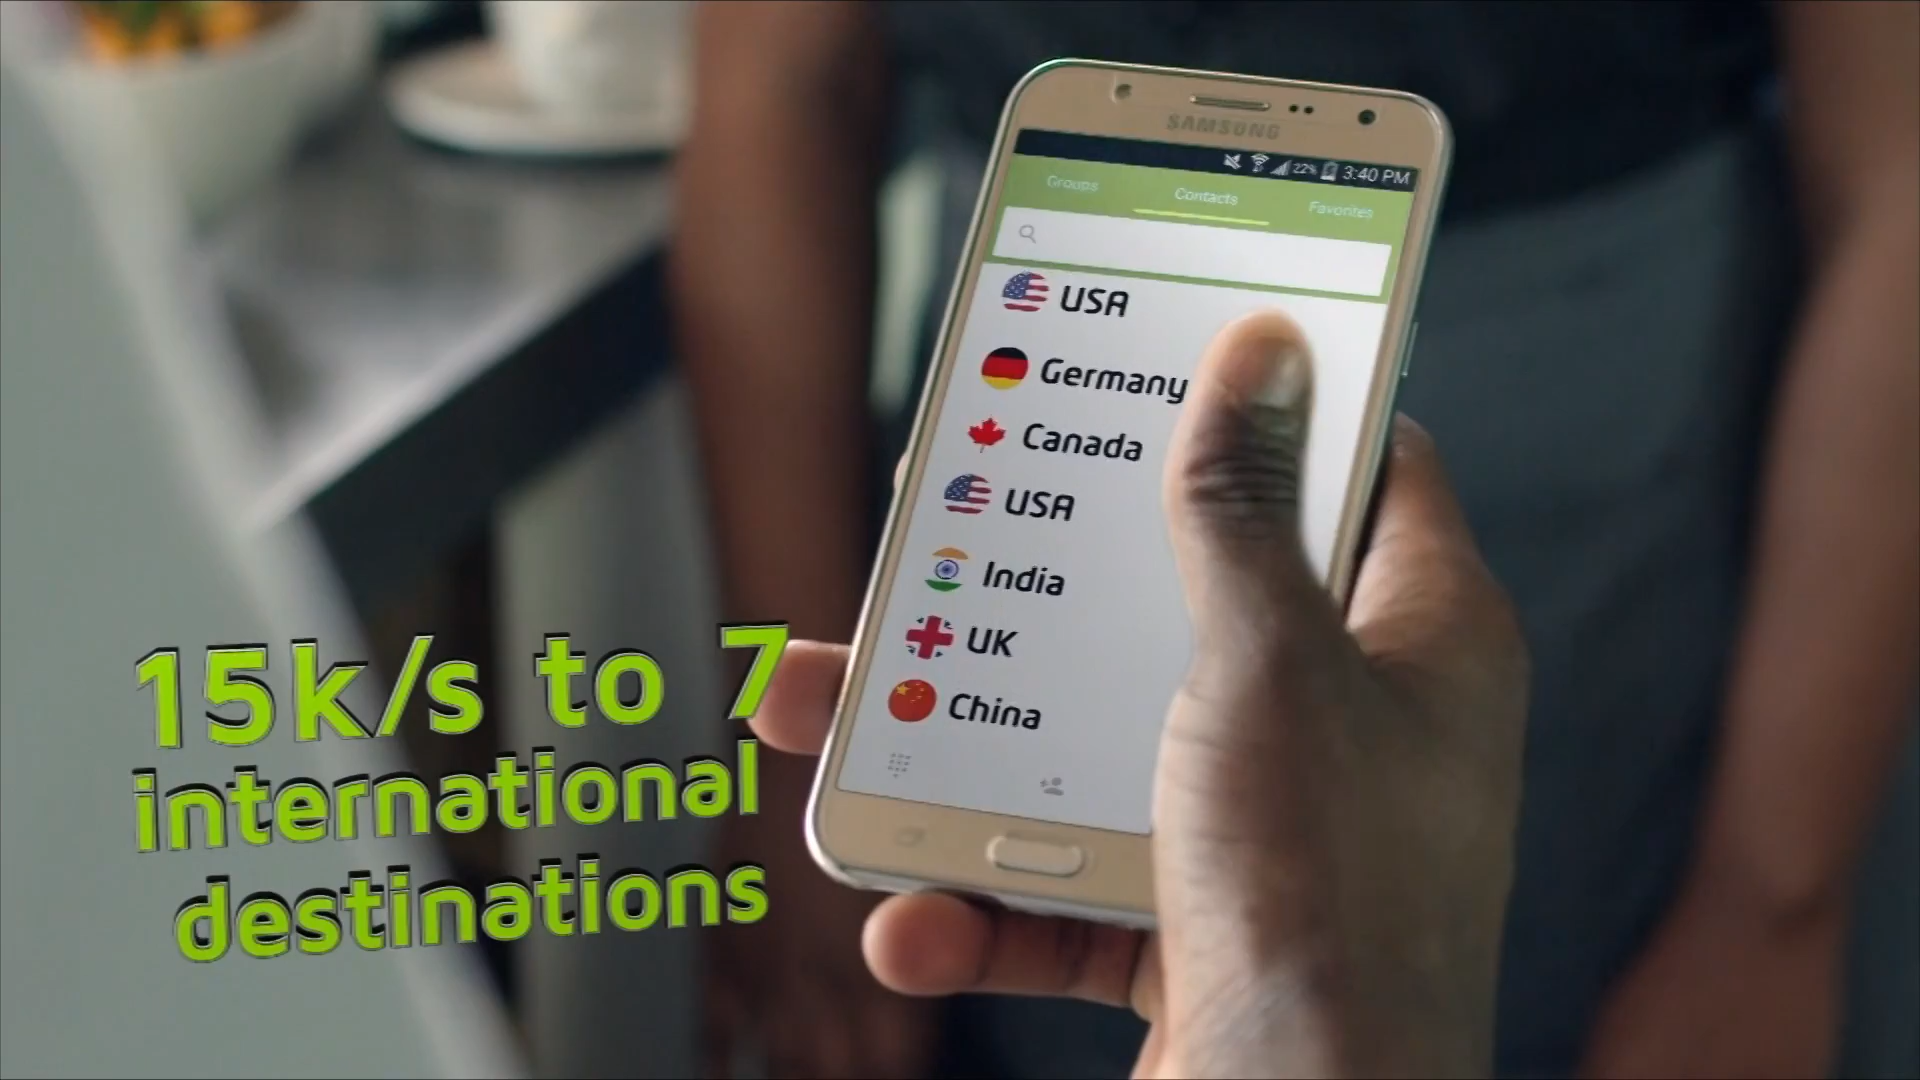 SAMSUNG
22% 3:40 PM
Groups Contacts Favorites
USA
Germany
Canada
USA
India
UK
China
15k/s to 7
international
destinations